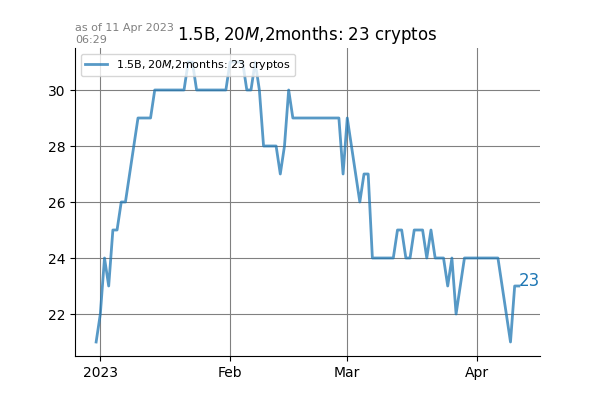 as of 11 Apr 2023
06:29
1.5B, 20M,2months: 23 cryptos
1.5B, 20M,2months: 23 cryptos
30
28
26
24
22
23
2023
Feb
Mar
Apr